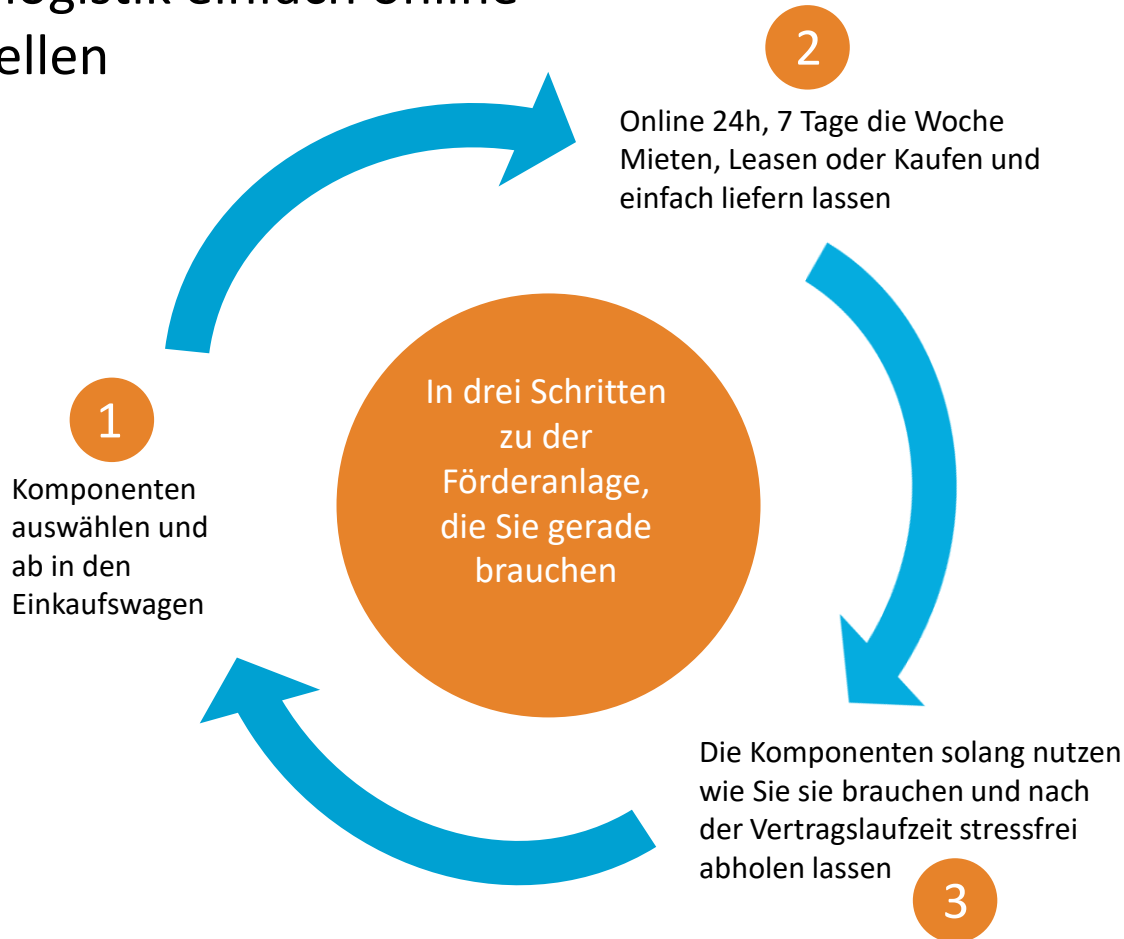 einfach online
2
Online 24h, 7 Tage die Woche
Mieten, Leasen oder Kaufen und
einfach liefern lassen
1
Komponenten
auswählen und
ab in den
Einkaufswagen
In drei Schritten
zu der
Förderanlage,
die Sie gerade
brauchen
Die Komponenten solang nutzen
wie Sie sie brauchen und nach
der Vertragslaufzeit stressfrei
abholen lassen
3